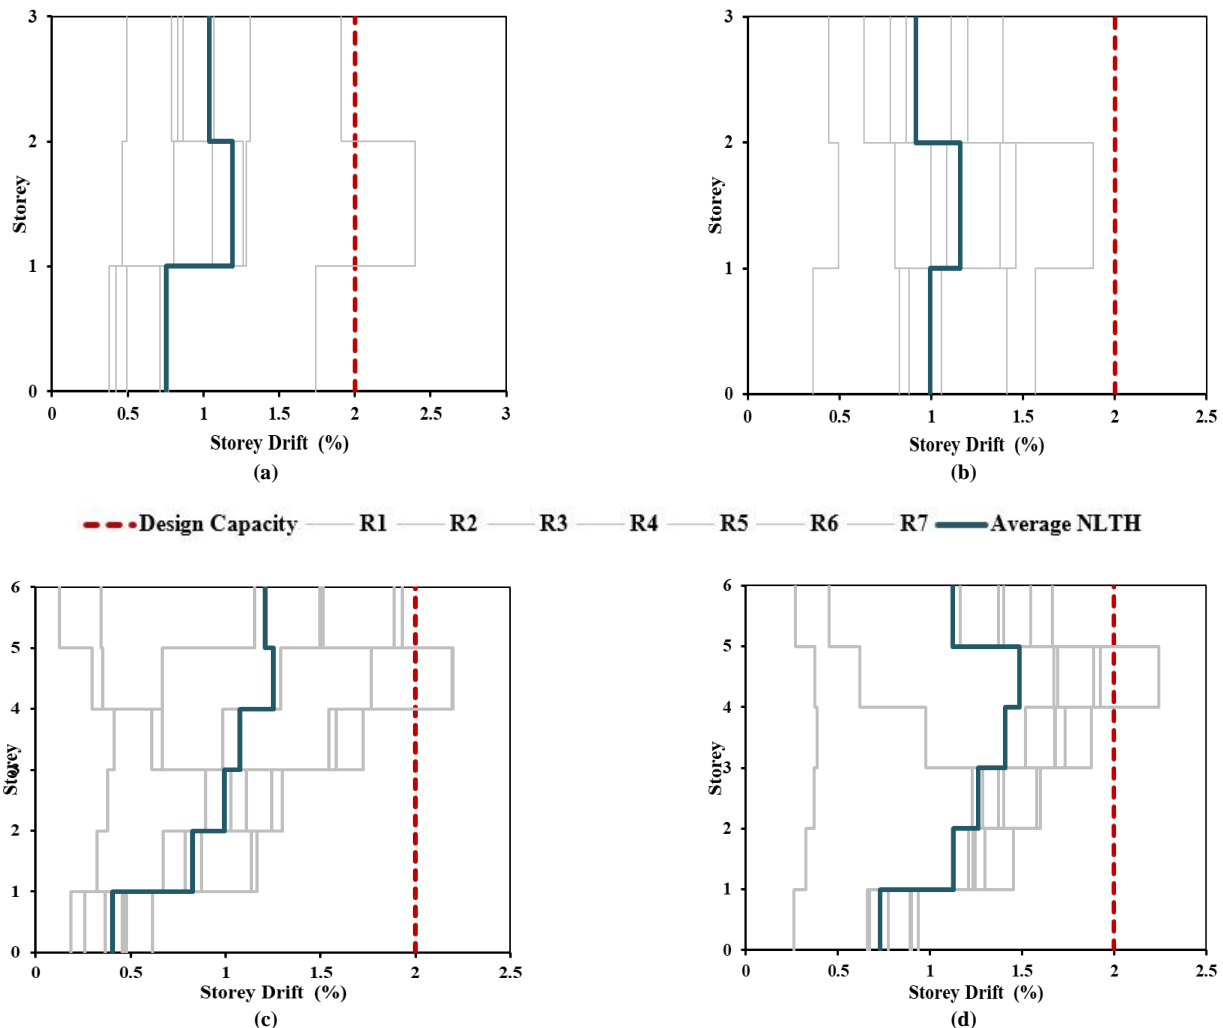 3
2
1
0
Storey
0 0.5 1 1.5 2 2.5 3
Storey Drift (%)
(a)
3
2
1
0
Storey
0 0.5 1 1.5 2 2.5
Storey Drift (%)
(b)
Design Capacity R1 R2 R3 R4 R5 R6 R7 Average NLTH
6
5
4
3
2
1
0
Storey
0 0.5 1 1.5 2 2.5
Storey Drift (%)
(c)
6
5
4
3
2
1
0
Storey
0 0.5 1 1.5 2 2.5
Storey Drift (%)
(d)